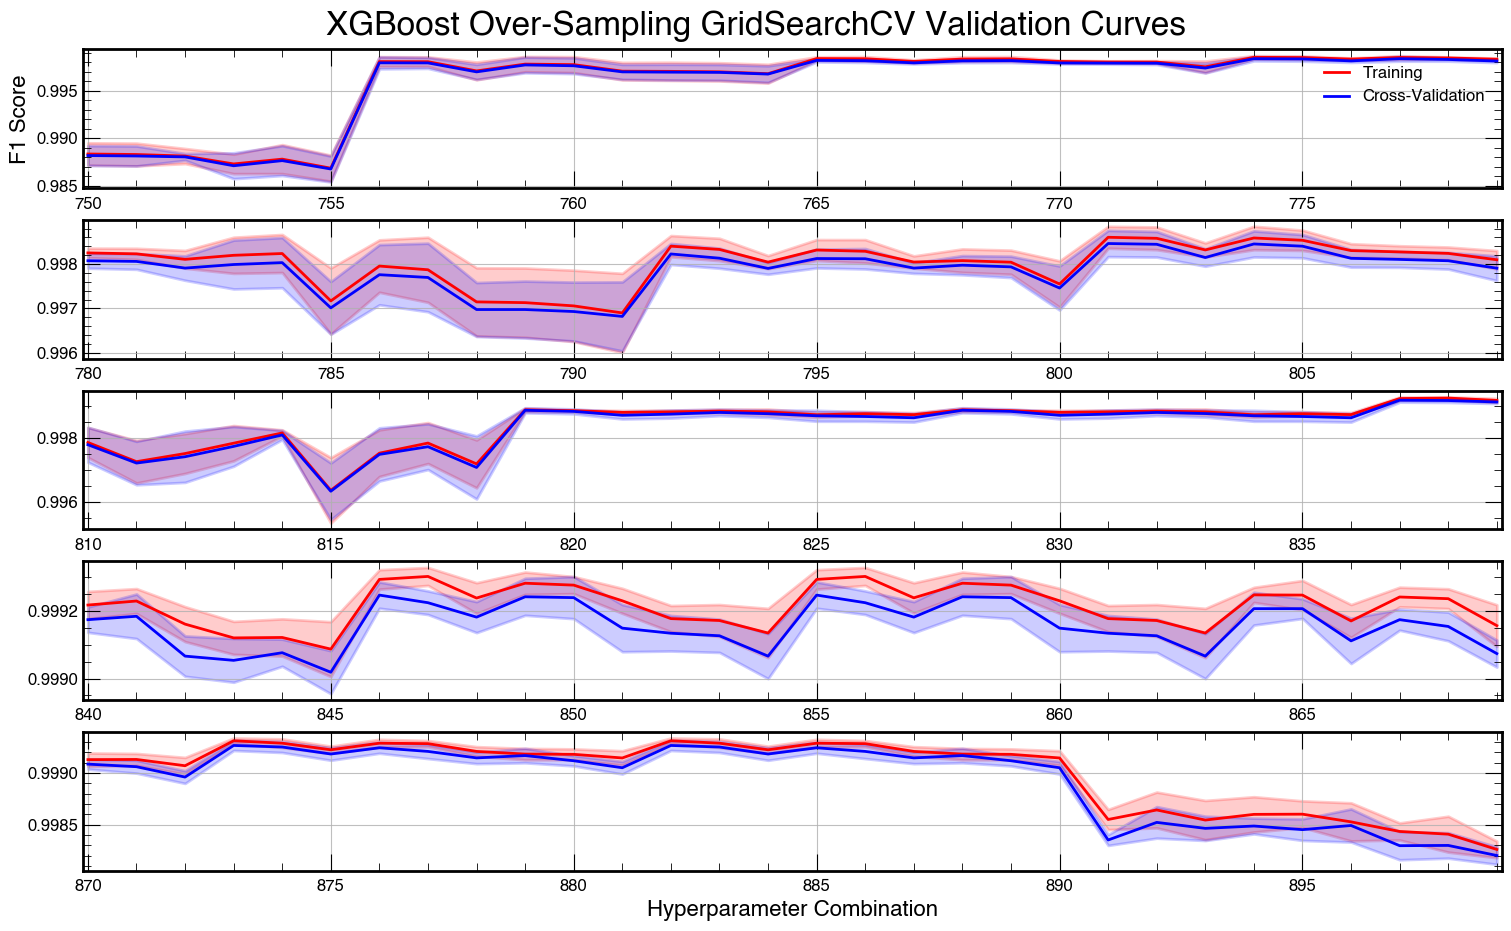 XGBoost Over-Sampling GridSearchCV Validation Curves
F1 Score
0.995
0.990
0.985
Training
Cross-Validation
750 755 760 765 770 775
0.998
0.997
0.996
780 785 790 795 800 805
0.998
0.996
810 815 820 825 830 835
0.9992
0.9990
840 845 850 855 860 865
0.9990
0.9985
870 875 880 885 890 895
Hyperparameter Combination